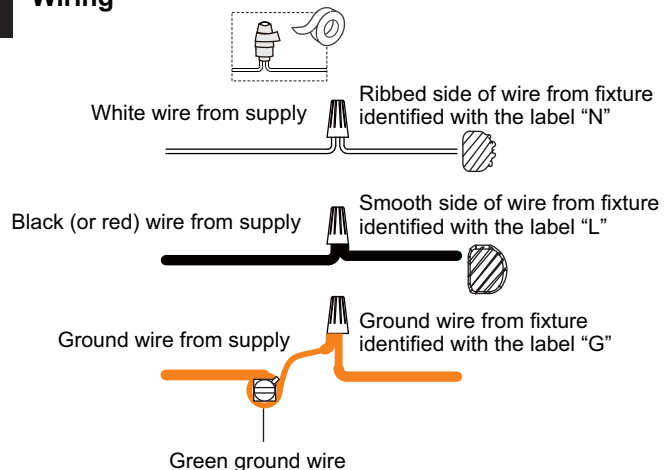 Wiring
White wire from supply
Ribbed side of wire from fixture
identified with the label “N”
Black (or red) wire from supply
Smooth side of wire from fixture
identified with the label “L”
Ground wire from supply
Ground wire from fixture
identified with the label “G”
Green ground wire